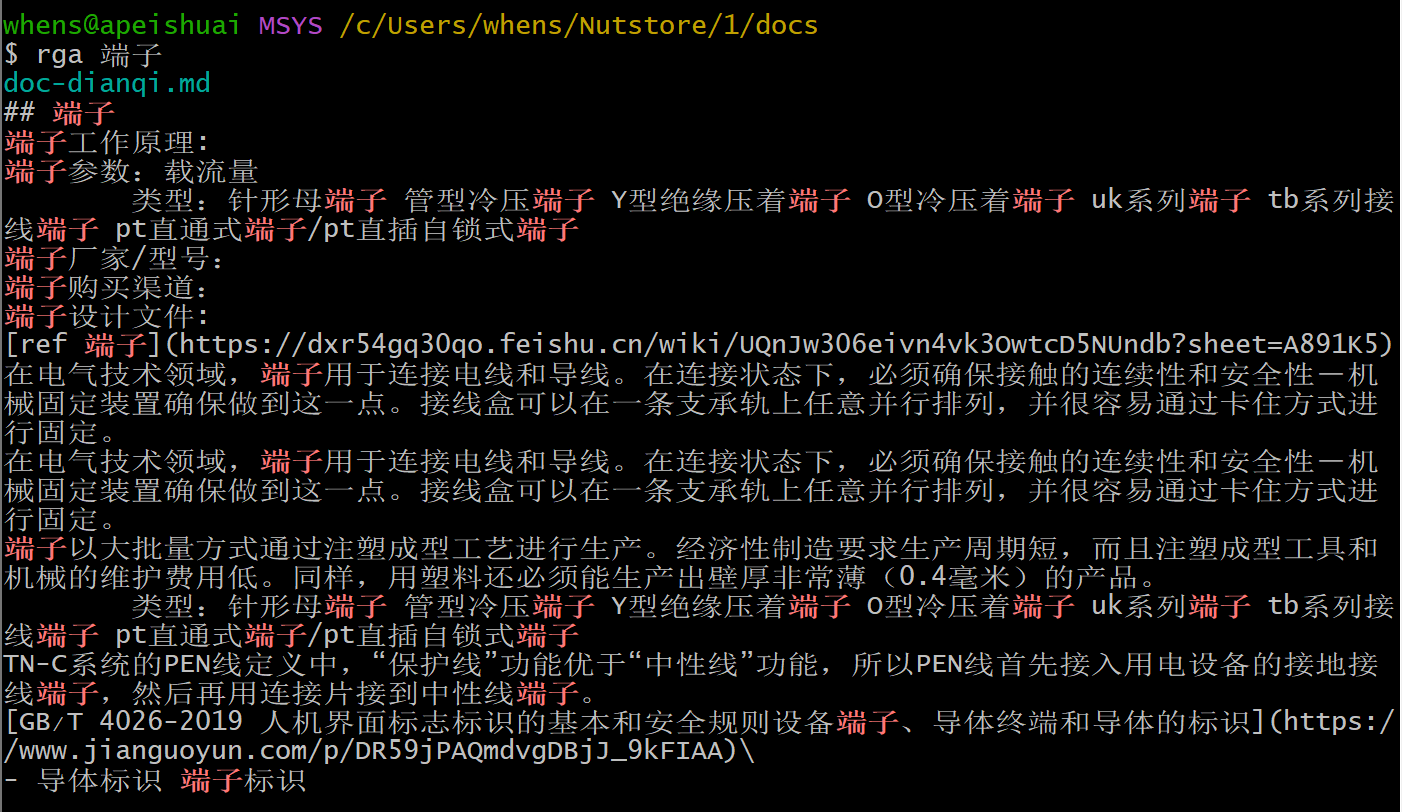 whens@apeishuai MSYS /c/Users/whens/Nutstore/1/docs
$ rga 端子
doc-dianqi.md
## 端子
端子工作原理:
端子参数: 载流量
类型: 针形母端子 管型冷压端子 Y型绝缘压着端子 O型冷压着端子 uk系列端子 tb系列接
线端子 pt直通式端子/pt直插自锁式端子
端子厂家/型号:
端子购买渠道:
端子设计文件:
[ref 端子](https://dxr54gq30qo.feishu.cn/wiki/UQnJw306eivn4vk3OwtcD5NUndb?sheet=A891K5)
在电气技术领域，端子用于连接电线和导线。在连接状态下，必须确保接触的连续性和安全性－机
械固定装置确保做到这一点。接线盒可以在一条支承轨上任意并行排列，并很容易通过卡住方式进
行固定。
在电气技术领域，端子用于连接电线和导线。在连接状态下，必须确保接触的连续性和安全性－机
械固定装置确保做到这一点。接线盒可以在一条支承轨上任意并行排列，并很容易通过卡住方式进
行固定。
端子以大批量方式通过注塑成型工艺进行生产。经济性制造要求生产周期短，而且注塑成型工具和
机械的维护费用低。同样，用塑料还必须能生产出壁厚非常薄（0.4毫米）的产品。
类型: 针形母端子 管型冷压端子 Y型绝缘压着端子 O型冷压着端子 uk系列端子 tb系列接
线端子 pt直通式端子/pt直插自锁式端子
TN-C系统的PEN线定义中，“保护线”功能优于“中性线”功能，所以PEN线首先接入用电设备的接地接
线端子，然后再用连接片接到中性线端子。
[GB/T 4026-2019 人机界面标志标识的基本和安全规则设备端子、导体终端和导体的标识](https:/
/www.jianguoyun.com/p/DR59jPAQmdvgDBjJ_9kFIAA)\
- 导体标识 端子标识